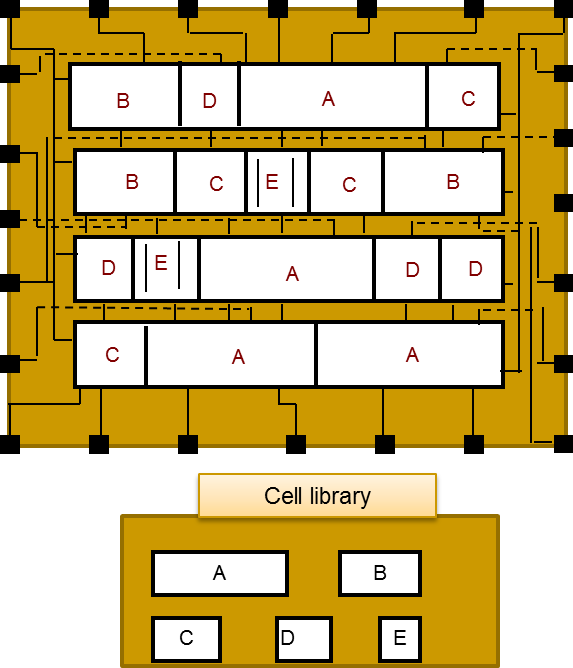 B D A C
B C E C B
D E A D D
C A A
Cell library
A B
C D E